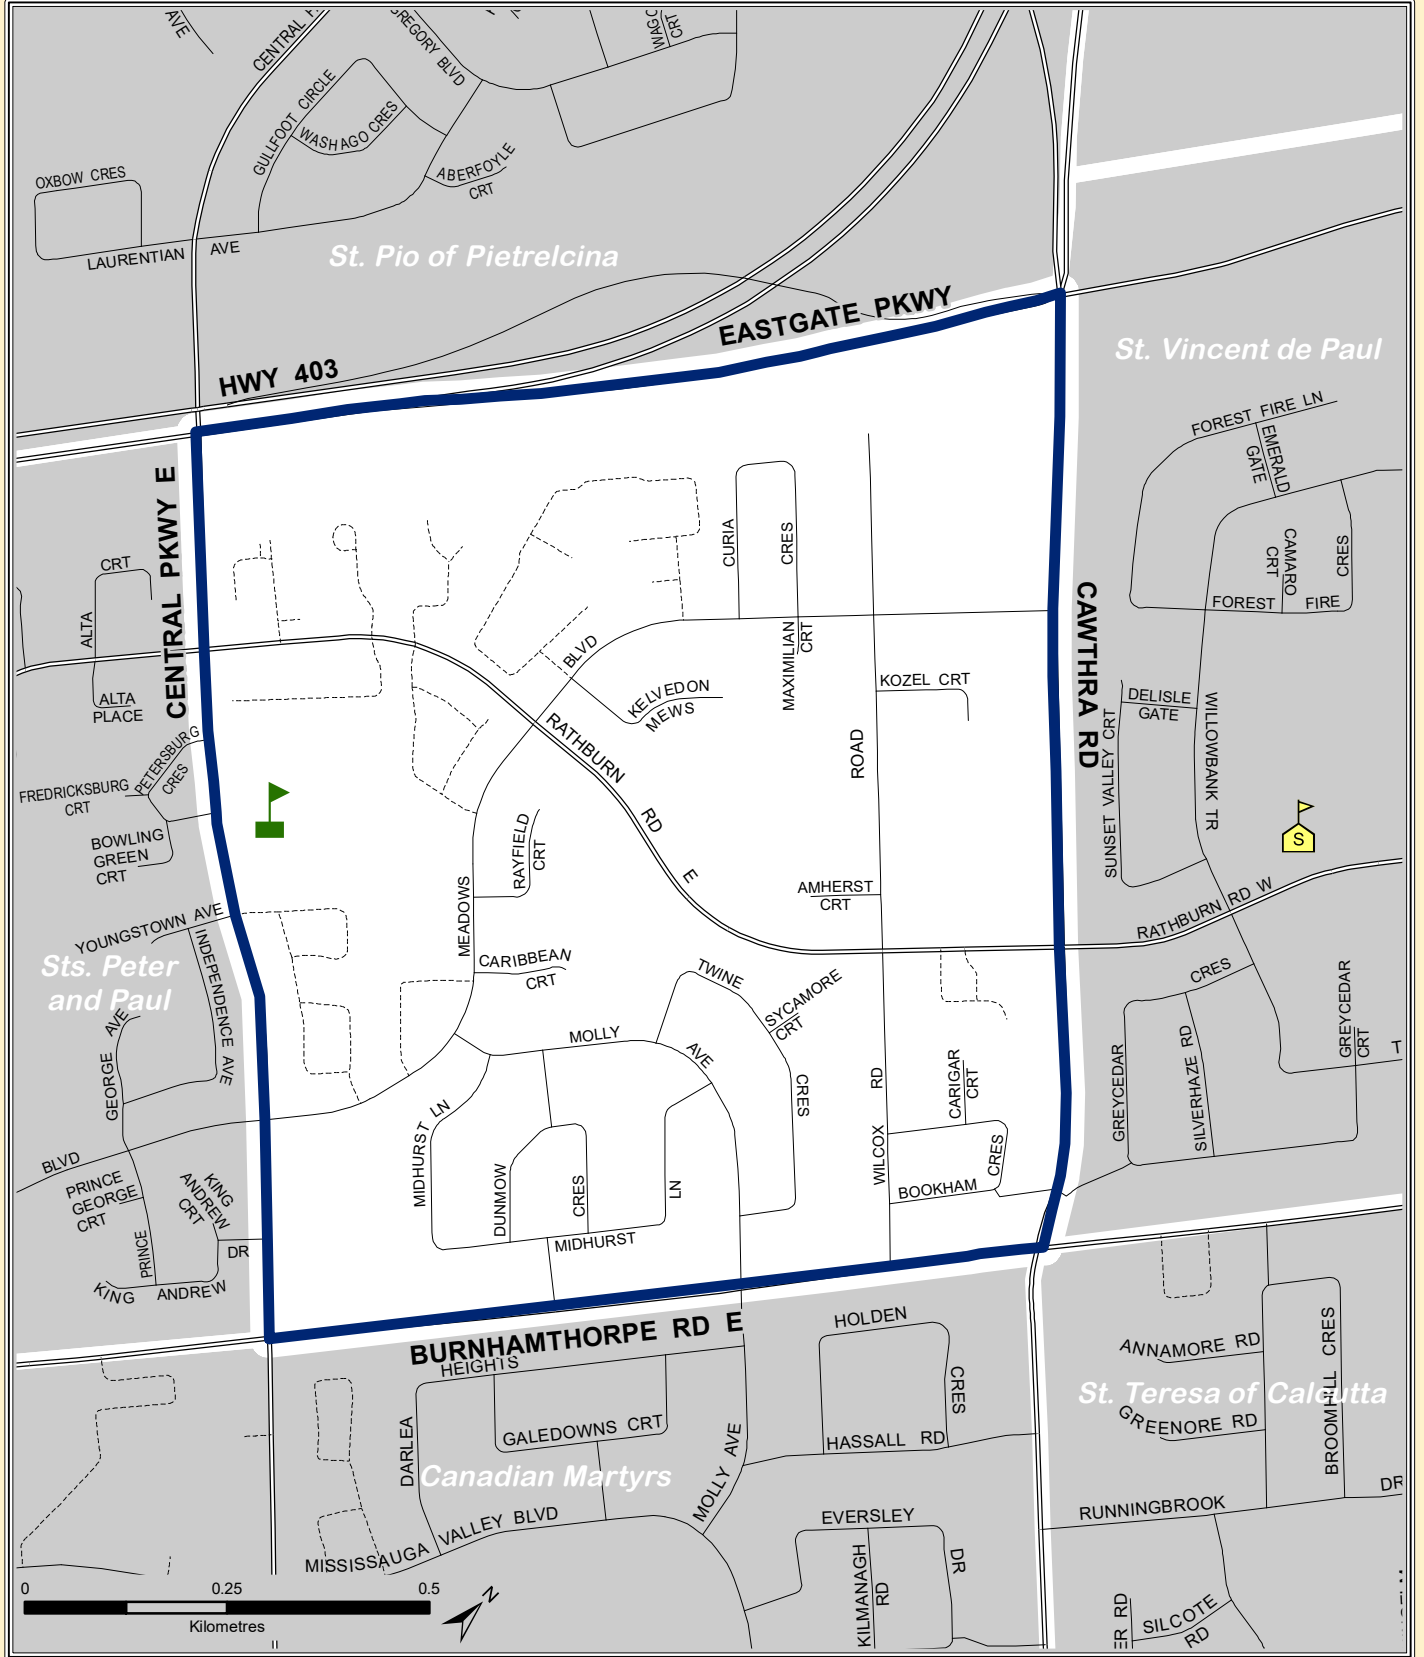 AVE
CENTRAL
GREGORY BLVD
WAGO
CRT
GULLFOOT CIRCLE
WASHAGO CRES
ABERFOYLE
CRT
OXBOW CRES
LAURENTIAN AVE
St. Pio of Pietrelcina
HWY 403
EASTGATE PKWY
St. Vincent de Paul
FOREST FIRE LN
EMERALD
GATE
CAMARO
CRT
CRES
FOREST FIRE
CENTRAL PKWY E
CRT
ALTA
ALTA
PLACE
PETERSBURG
CRES
FREDRICKSBURG
CRT
BOWLING
GREEN
CRT
CURIA
CRES
BLVD
MAXIMILIAN
CRT
KELVEDON
MEWS
KOZEL CRT
ROAD
CAWTHRA RD
DELISLE
GATE
SUNSET VALLEY CRT
WILLOWBANK TR
S
RATHBURN
RD
E
RAYFIELD
CRT
MEADOWS
AMHERST
CRT
RATHBURN RD W
YOUNGSTOWN AVE
INDEPENDENCE AVE
Sts. Peter
and Paul
GEORGE
AVE
CARIBBEAN
CRT
TWINE
SYCAMORE
CRT
CRES
MOLLY
AVE
CRES
GREYCEDAR
SILVERHAZE RD
GREYCEDAR
CRT
T
RD
WILCOX
CARIGAR
CRT
CRES
BOOKHAM
MIDHURST LN
DUNMOW
CRES
LN
MIDHURST
BLVD
PRINCE
GEORGE
CRT
KING
ANDREW
CRT
PRINCE
DR
KING ANDREW
BURNHAMTHORPE RD E
HEIGHTS
DARLEA
GALEDOWNS CRT
Canadian Martyrs
MOLLY AVE
MISSISSAUGA VALLEY BLVD
HOLDEN
CRES
HASSALL RD
EVERSLEY
DR
KILMANAGH
RD
ANNAMORE RD
St. Teresa of Calcutta
GREENORE RD
BROOMHILL CRES
RUNNINGBROOK
DR
ER RD
SILCOTE
RD
0 0.25 0.5
Kilometres
N